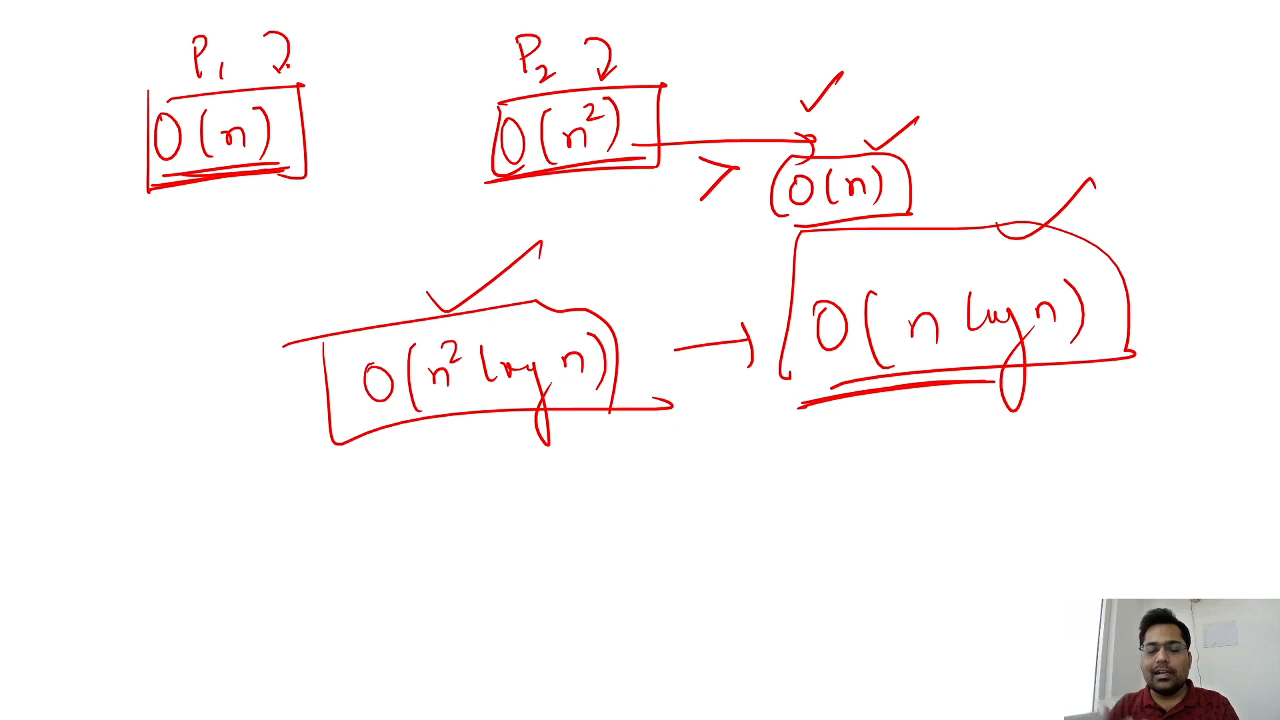 P₁ P₂
O(n) O(n²)
> O(n)
O(n² log n) → O(n log n)